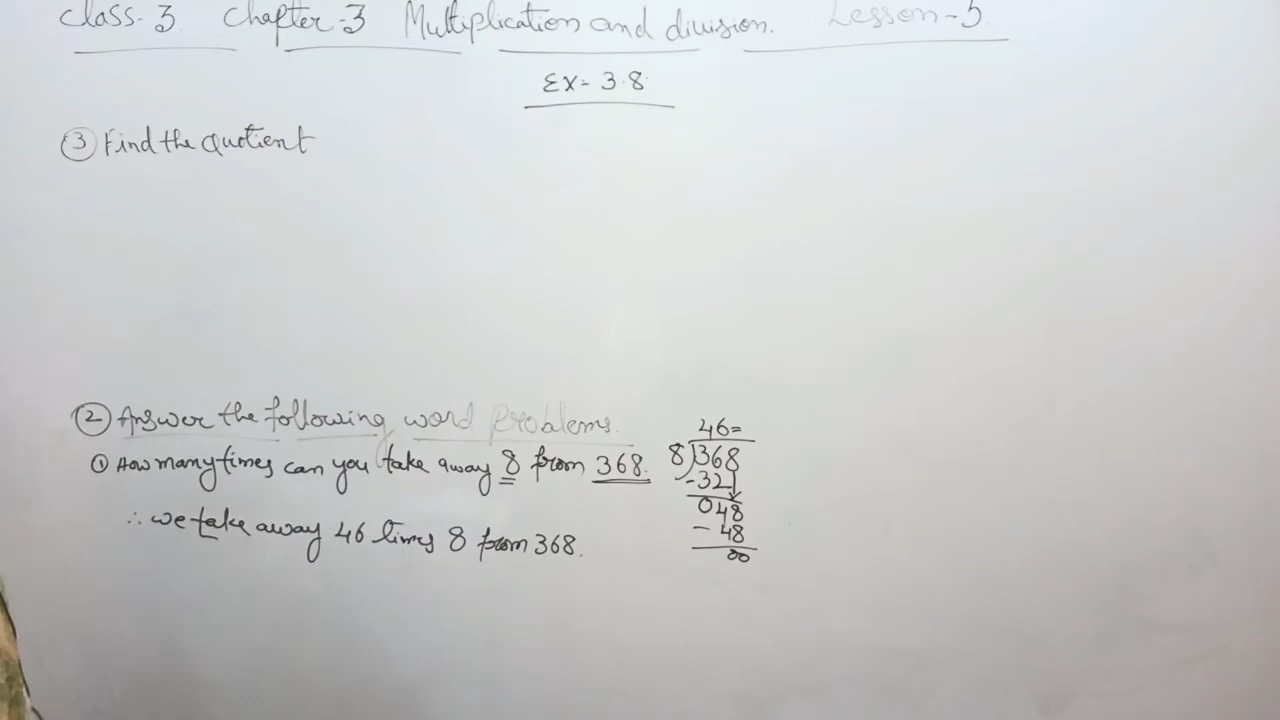 Class-3 Chapter-3 Multiplication and division. Lesson-5
Ex- 3.8
③ Find the Quotient
② Answer the following word problems.
① How many times can you take away 8 from 368.
∴ we take away 46 times 8 from 368.
46=
8)368
-32↓
048
- 48
00